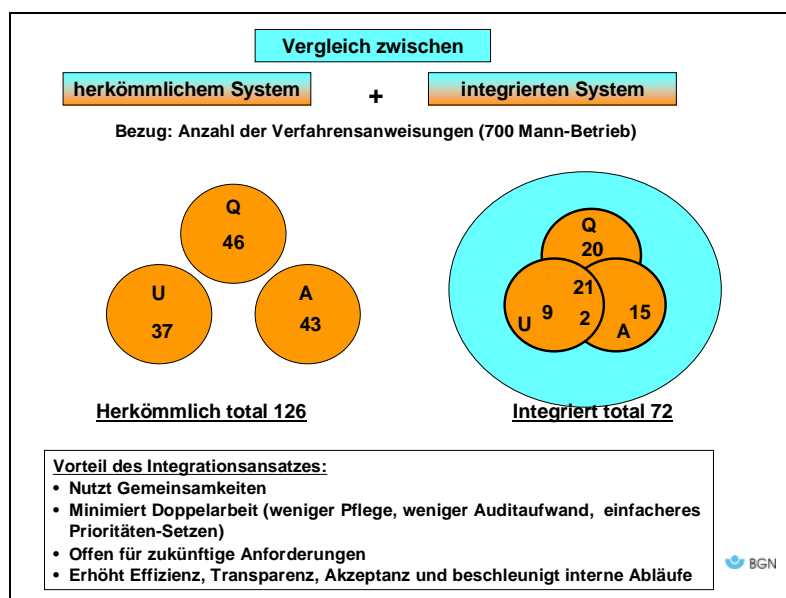 Vergleich zwischen
herkömmlichem System + integrierten System
Bezug: Anzahl der Verfahrensanweisungen (700 Mann-Betrieb)
Q
46
U
37
A
43
Q
20
21
U 9
2
15
A
Herkömmlich total 126
Integriert total 72
Vorteil des Integrationsansatzes:
• Nutzt Gemeinsamkeiten
• Minimiert Doppelarbeit (weniger Pflege, weniger Auditaufwand, einfacheres
Prioritäten-Setzen)
• Offen für zukünftige Anforderungen
• Erhöht Effizienz, Transparenz, Akzeptanz und beschleunigt interne Abläufe
BGN